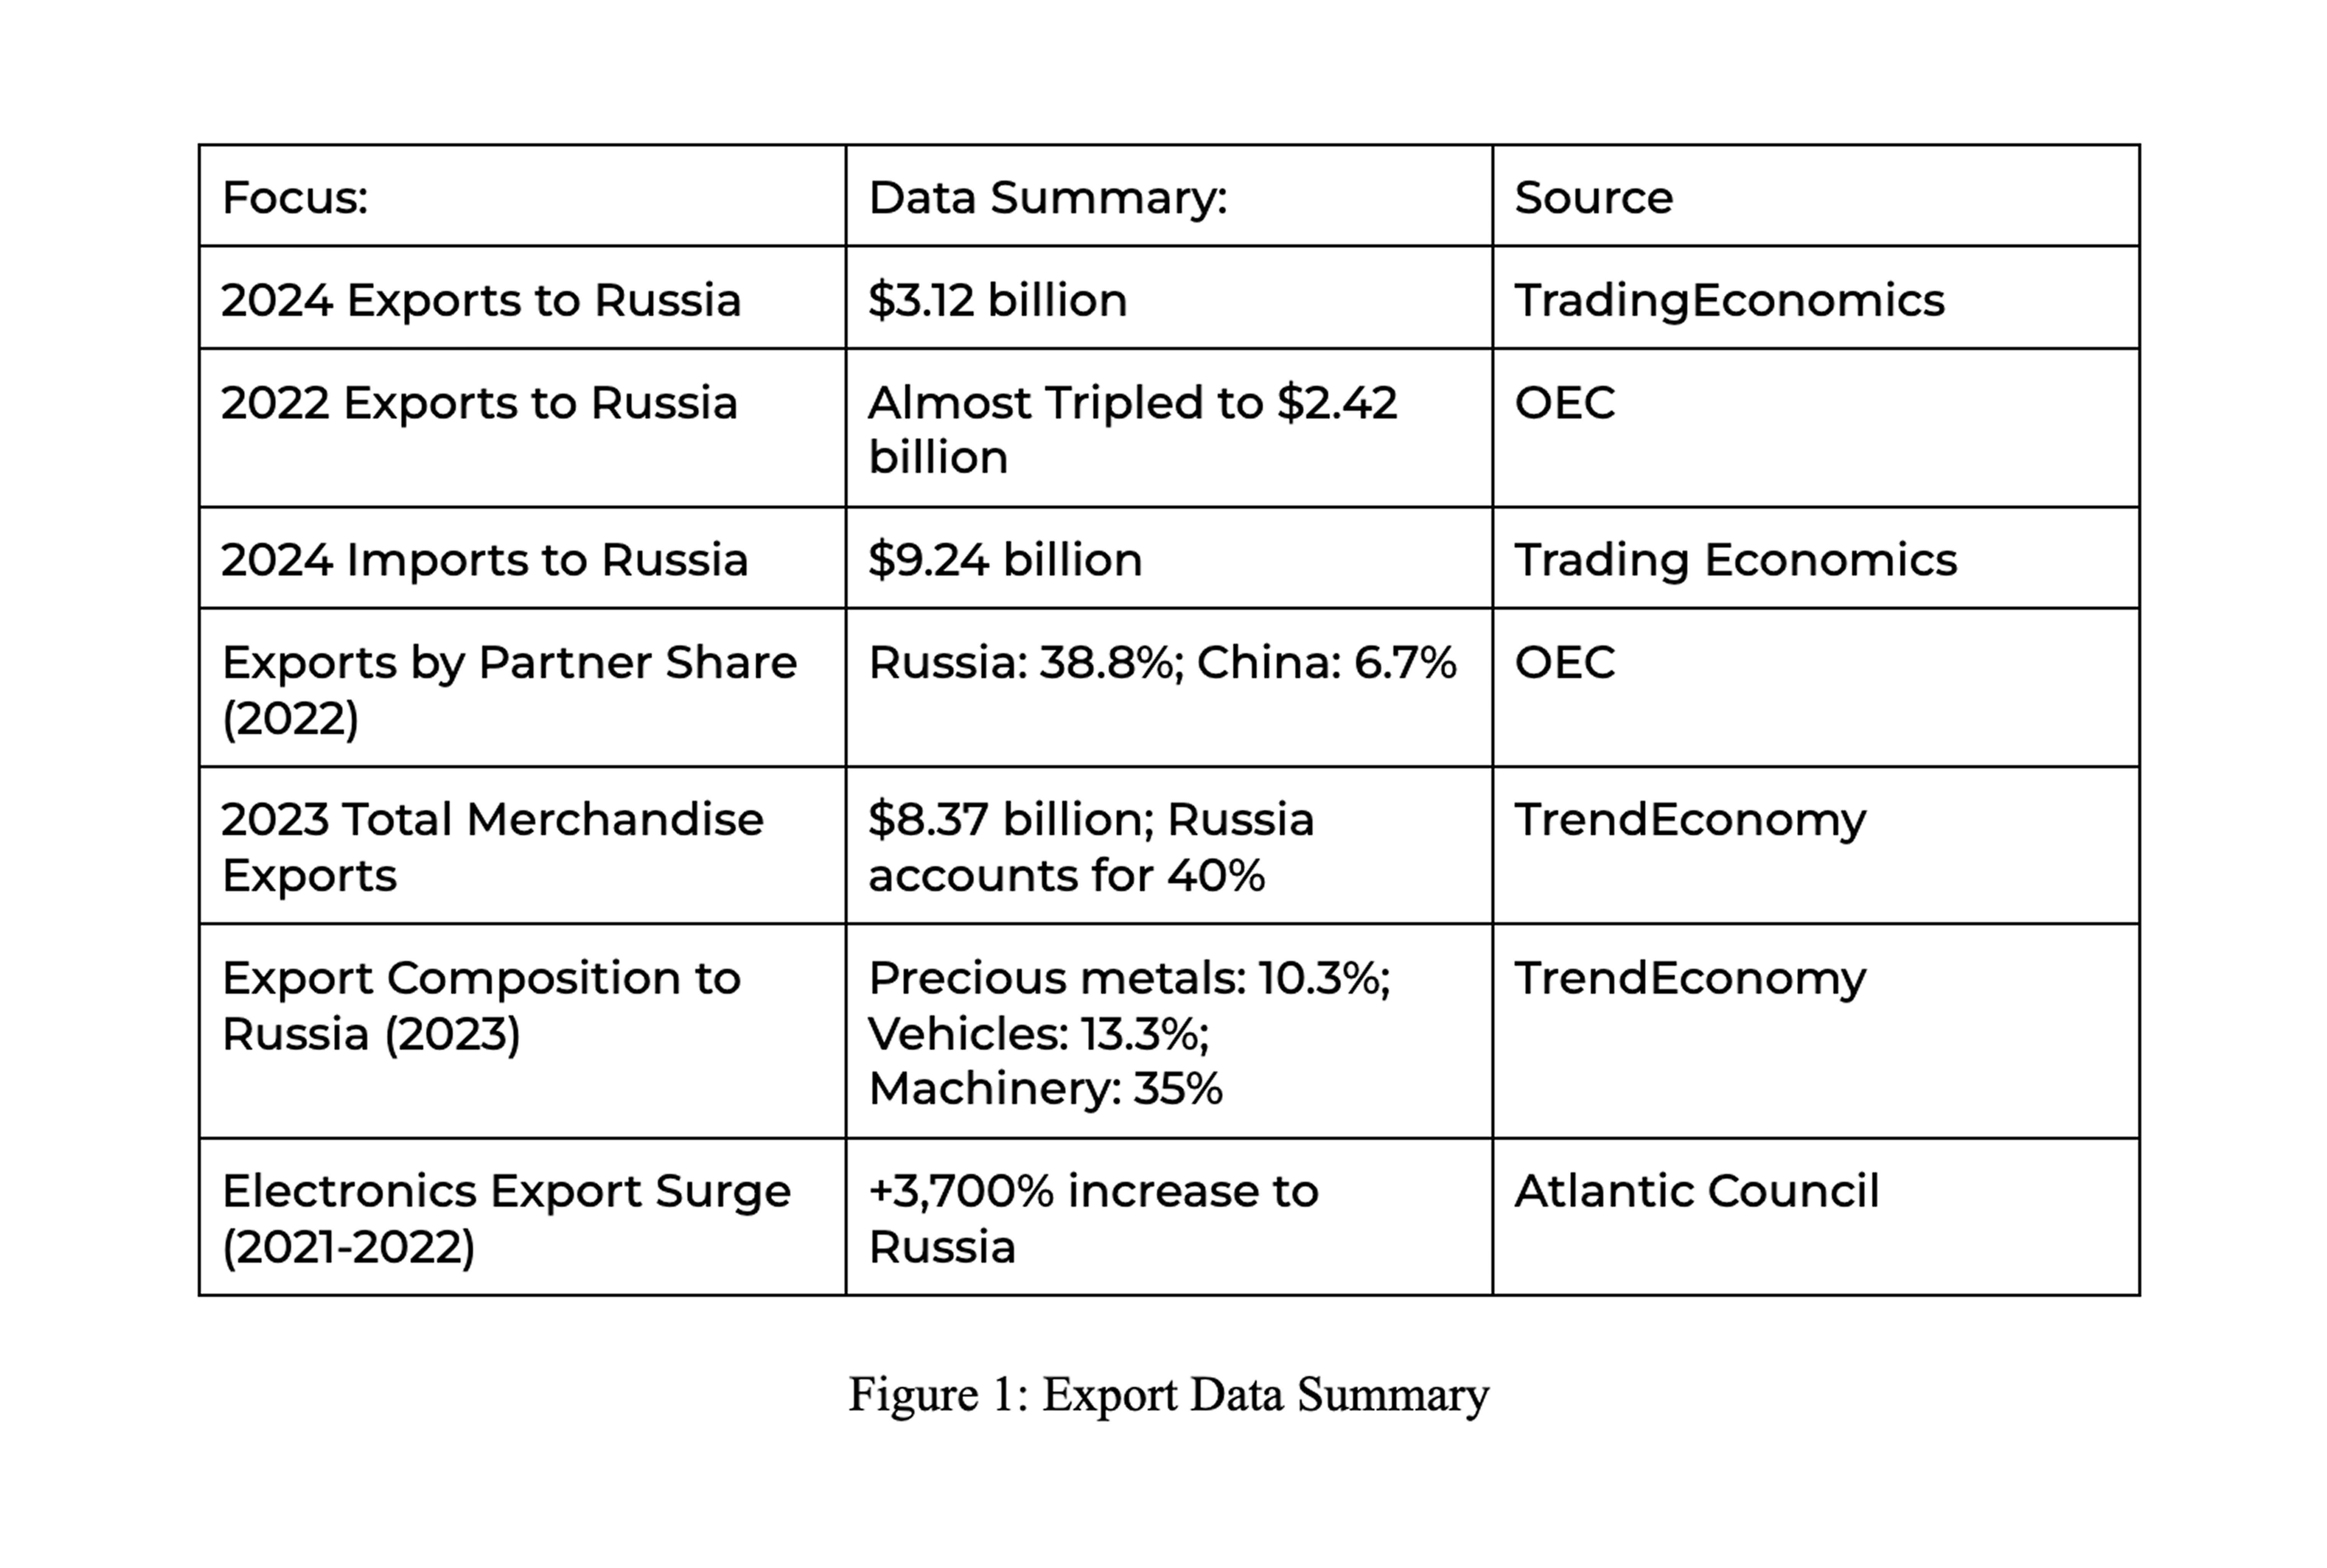 Focus:
Data Summary:
Source
2024 Exports to Russia
$3.12 billion
TradingEconomics
2022 Exports to Russia
Almost Tripled to $2.42
billion
OEC
2024 Imports to Russia
$9.24 billion
Trading Economics
Exports by Partner Share
(2022)
Russia: 38.8%; China: 6.7%
OEC
2023 Total Merchandise
Exports
$8.37 billion; Russia
accounts for 40%
TrendEconomy
Export Composition to
Russia (2023)
Precious metals: 10.3%;
Vehicles: 13.3%;
Machinery: 35%
TrendEconomy
Electronics Export Surge
(2021-2022)
+3,700% increase to
Russia
Atlantic Council
Figure 1: Export Data Summary